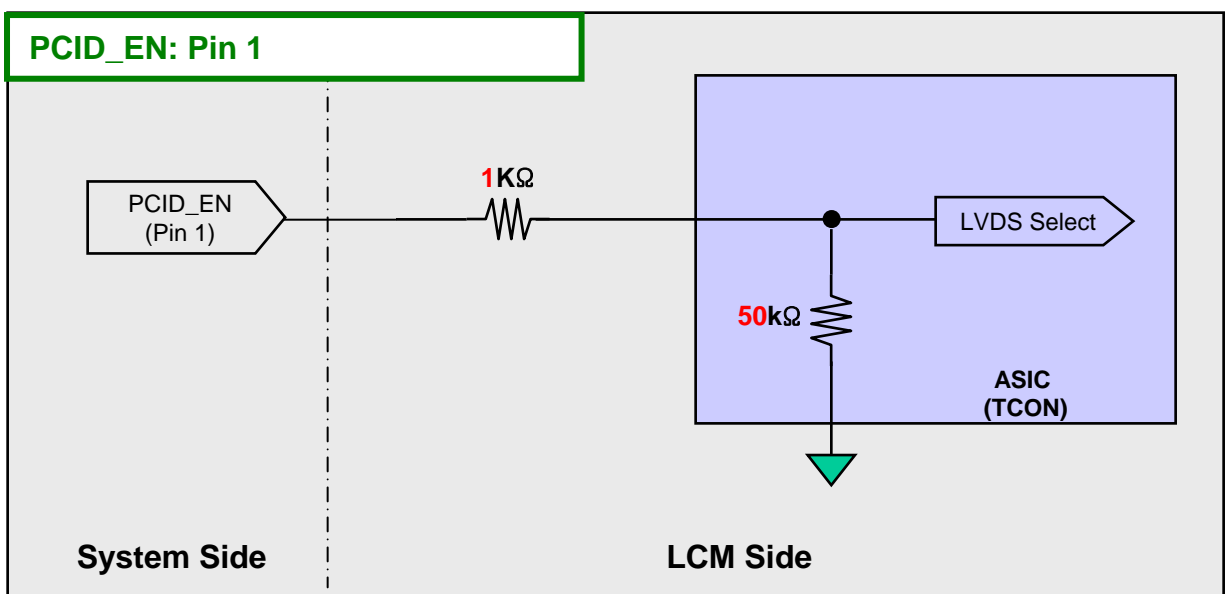 PCID_EN: Pin 1
1KΩ
PCID_EN
(Pin 1)
LVDS Select
50kΩ
ASIC
(TCON)
System Side
LCM Side